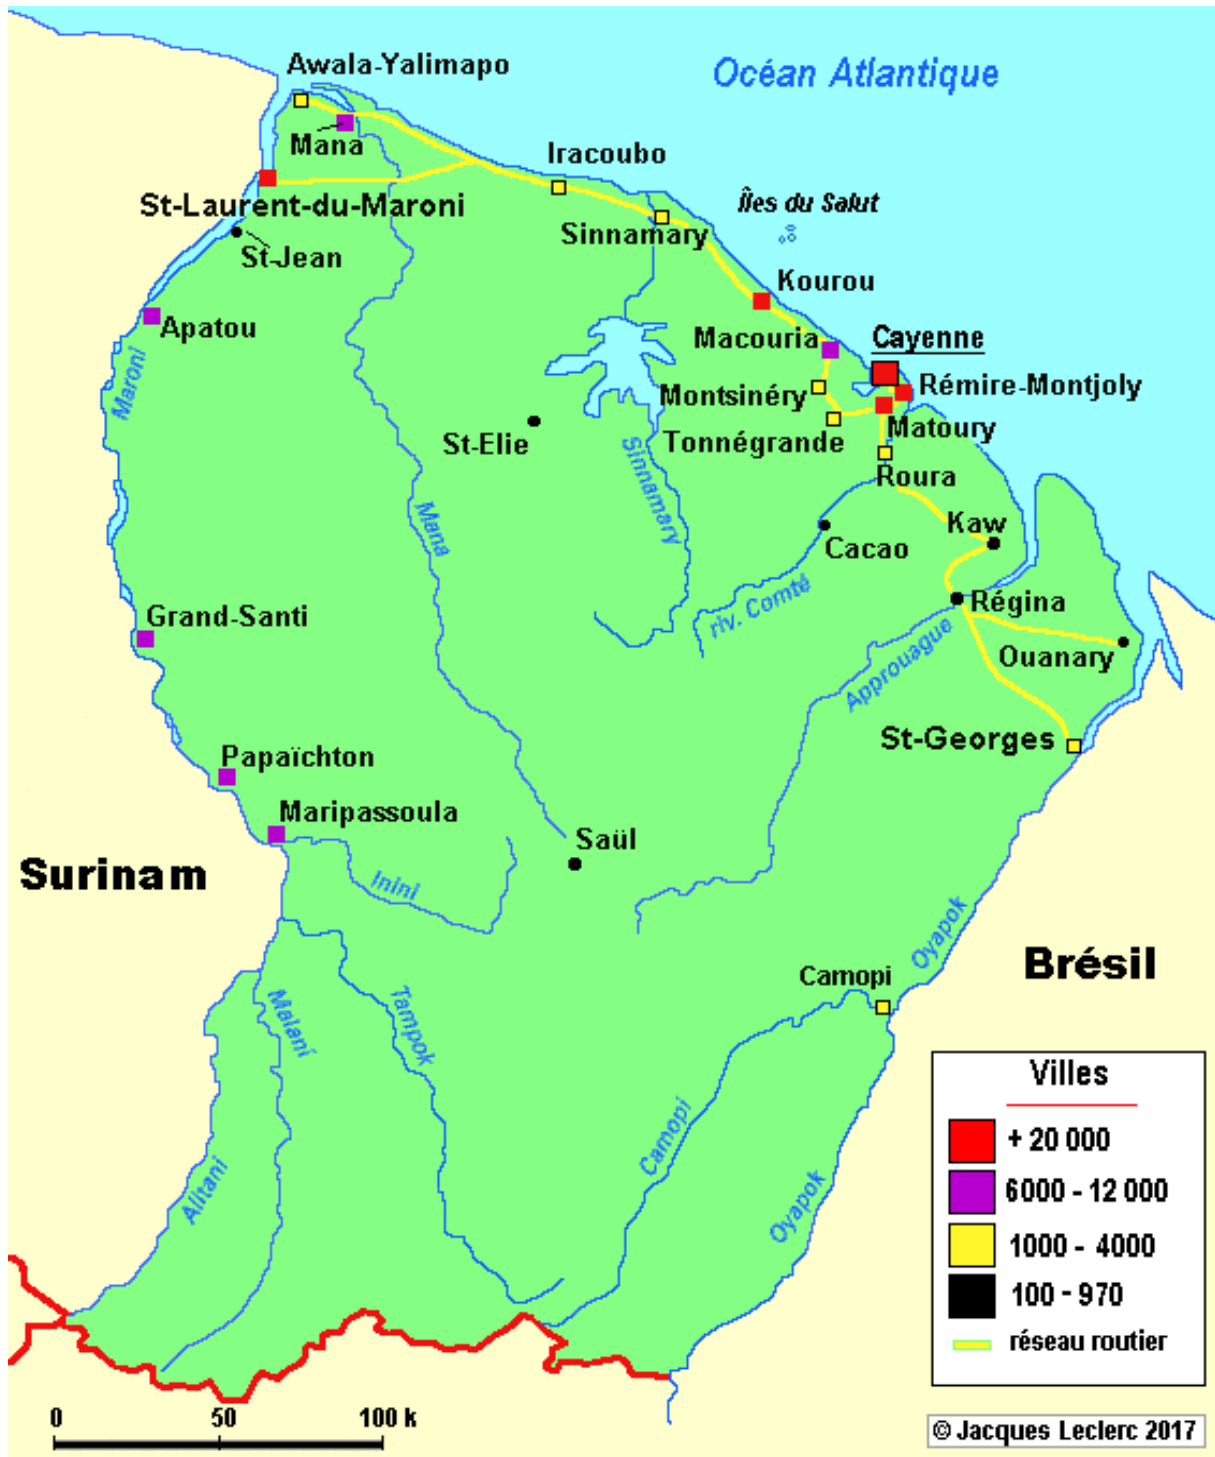 Awala-Yalimapo
Océan Atlantique
Mana
Iracoubo
St-Laurent-du-Maroni
Îles du Salut
Sinnamary
St-Jean
Kourou
Apatou
Macouria
Cayenne
Maroni
Rémire-Montjoly
Montsinéry
Matoury
St-Elie
Tonnégrande
Sinnamary
Roura
Mana
Kaw
Cacao
riv. Comté
Régina
Grand-Santi
Approuague
Ouanary
St-Georges
Papaïchton
Maripassoula
Saül
Surinam
Inini
Oyapok
Brésil
Camopi
Malani
Tampok
Villes
Camopi
+ 20 000
Alitani
6000 - 12 000
Oyapok
1000 - 4000
100 - 970
réseau routier
0 50 100 k
© Jacques Leclerc 2017